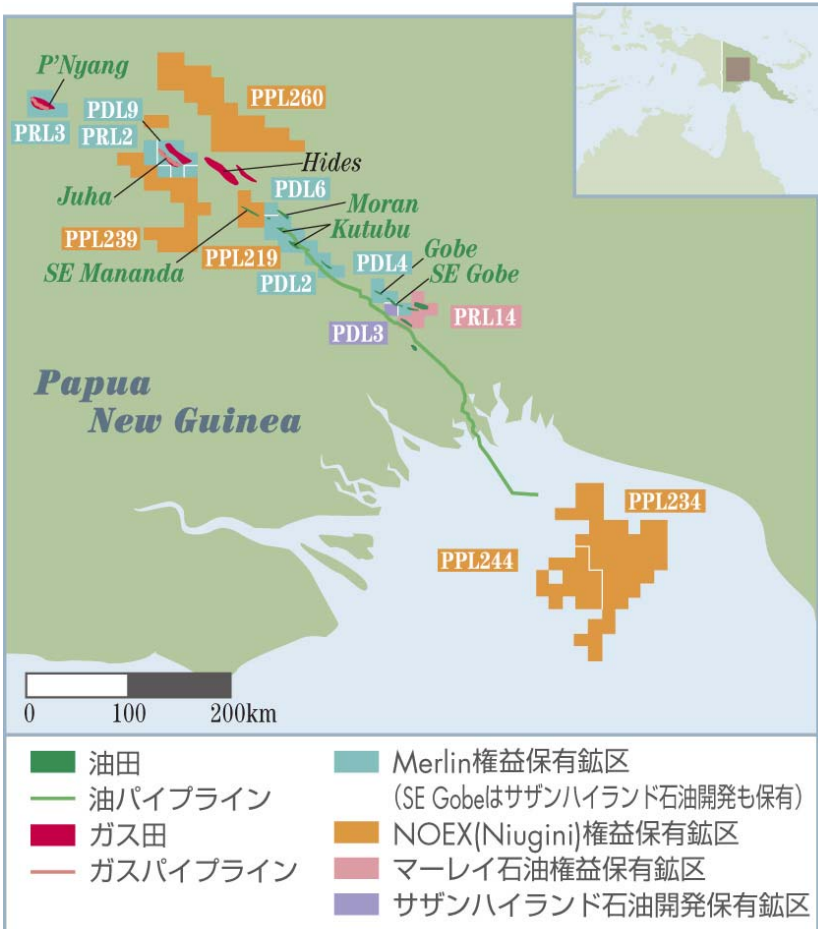 P'Nyang
PPL260
PDL9
PRL3
PRL2
Hides
Juha
PDL6
Moran
Kutubu
PPL239
PPL219
Gobe
SE Mananda
PDL4
SE Gobe
PDL2
PDL3
PRL14
Papua
New Guinea
PPL234
PPL244
0 100 200km
油田
油パイプライン
ガス田
ガスパイプライン
Merlin権益保有鉱区
(SE Gobeはサザンハイランド石油開発も保有)
NOEX(Niugini)権益保有鉱区
マーレイ石油権益保有鉱区
サザンハイランド石油開発保有鉱区